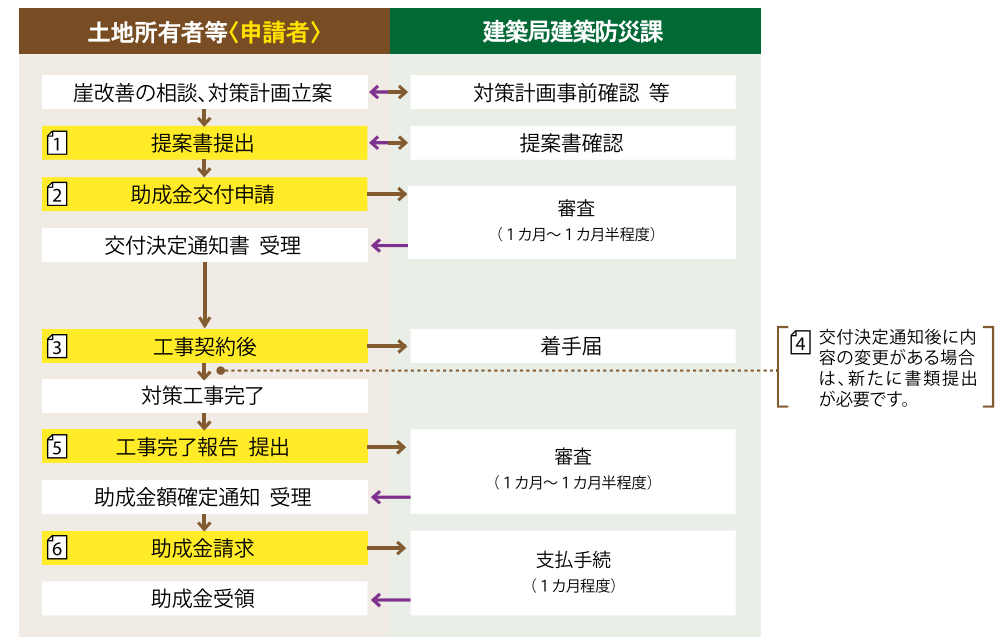 土地所有者等〈申請者〉
建築局建築防災課
崖改善の相談、対策計画立案
対策計画事前確認 等
1 提案書提出
提案書確認
2 助成金交付申請
審査
（1カ月～1カ月半程度）
交付決定通知書 受理
3 工事契約後
着手届
4 交付決定通知後に内
容の変更がある場合
は、新たに書類提出
が必要です。
対策工事完了
5 工事完了報告 提出
審査
（1カ月～1カ月半程度）
助成金額確定通知 受理
6 助成金請求
支払手続
（1カ月程度）
助成金受領